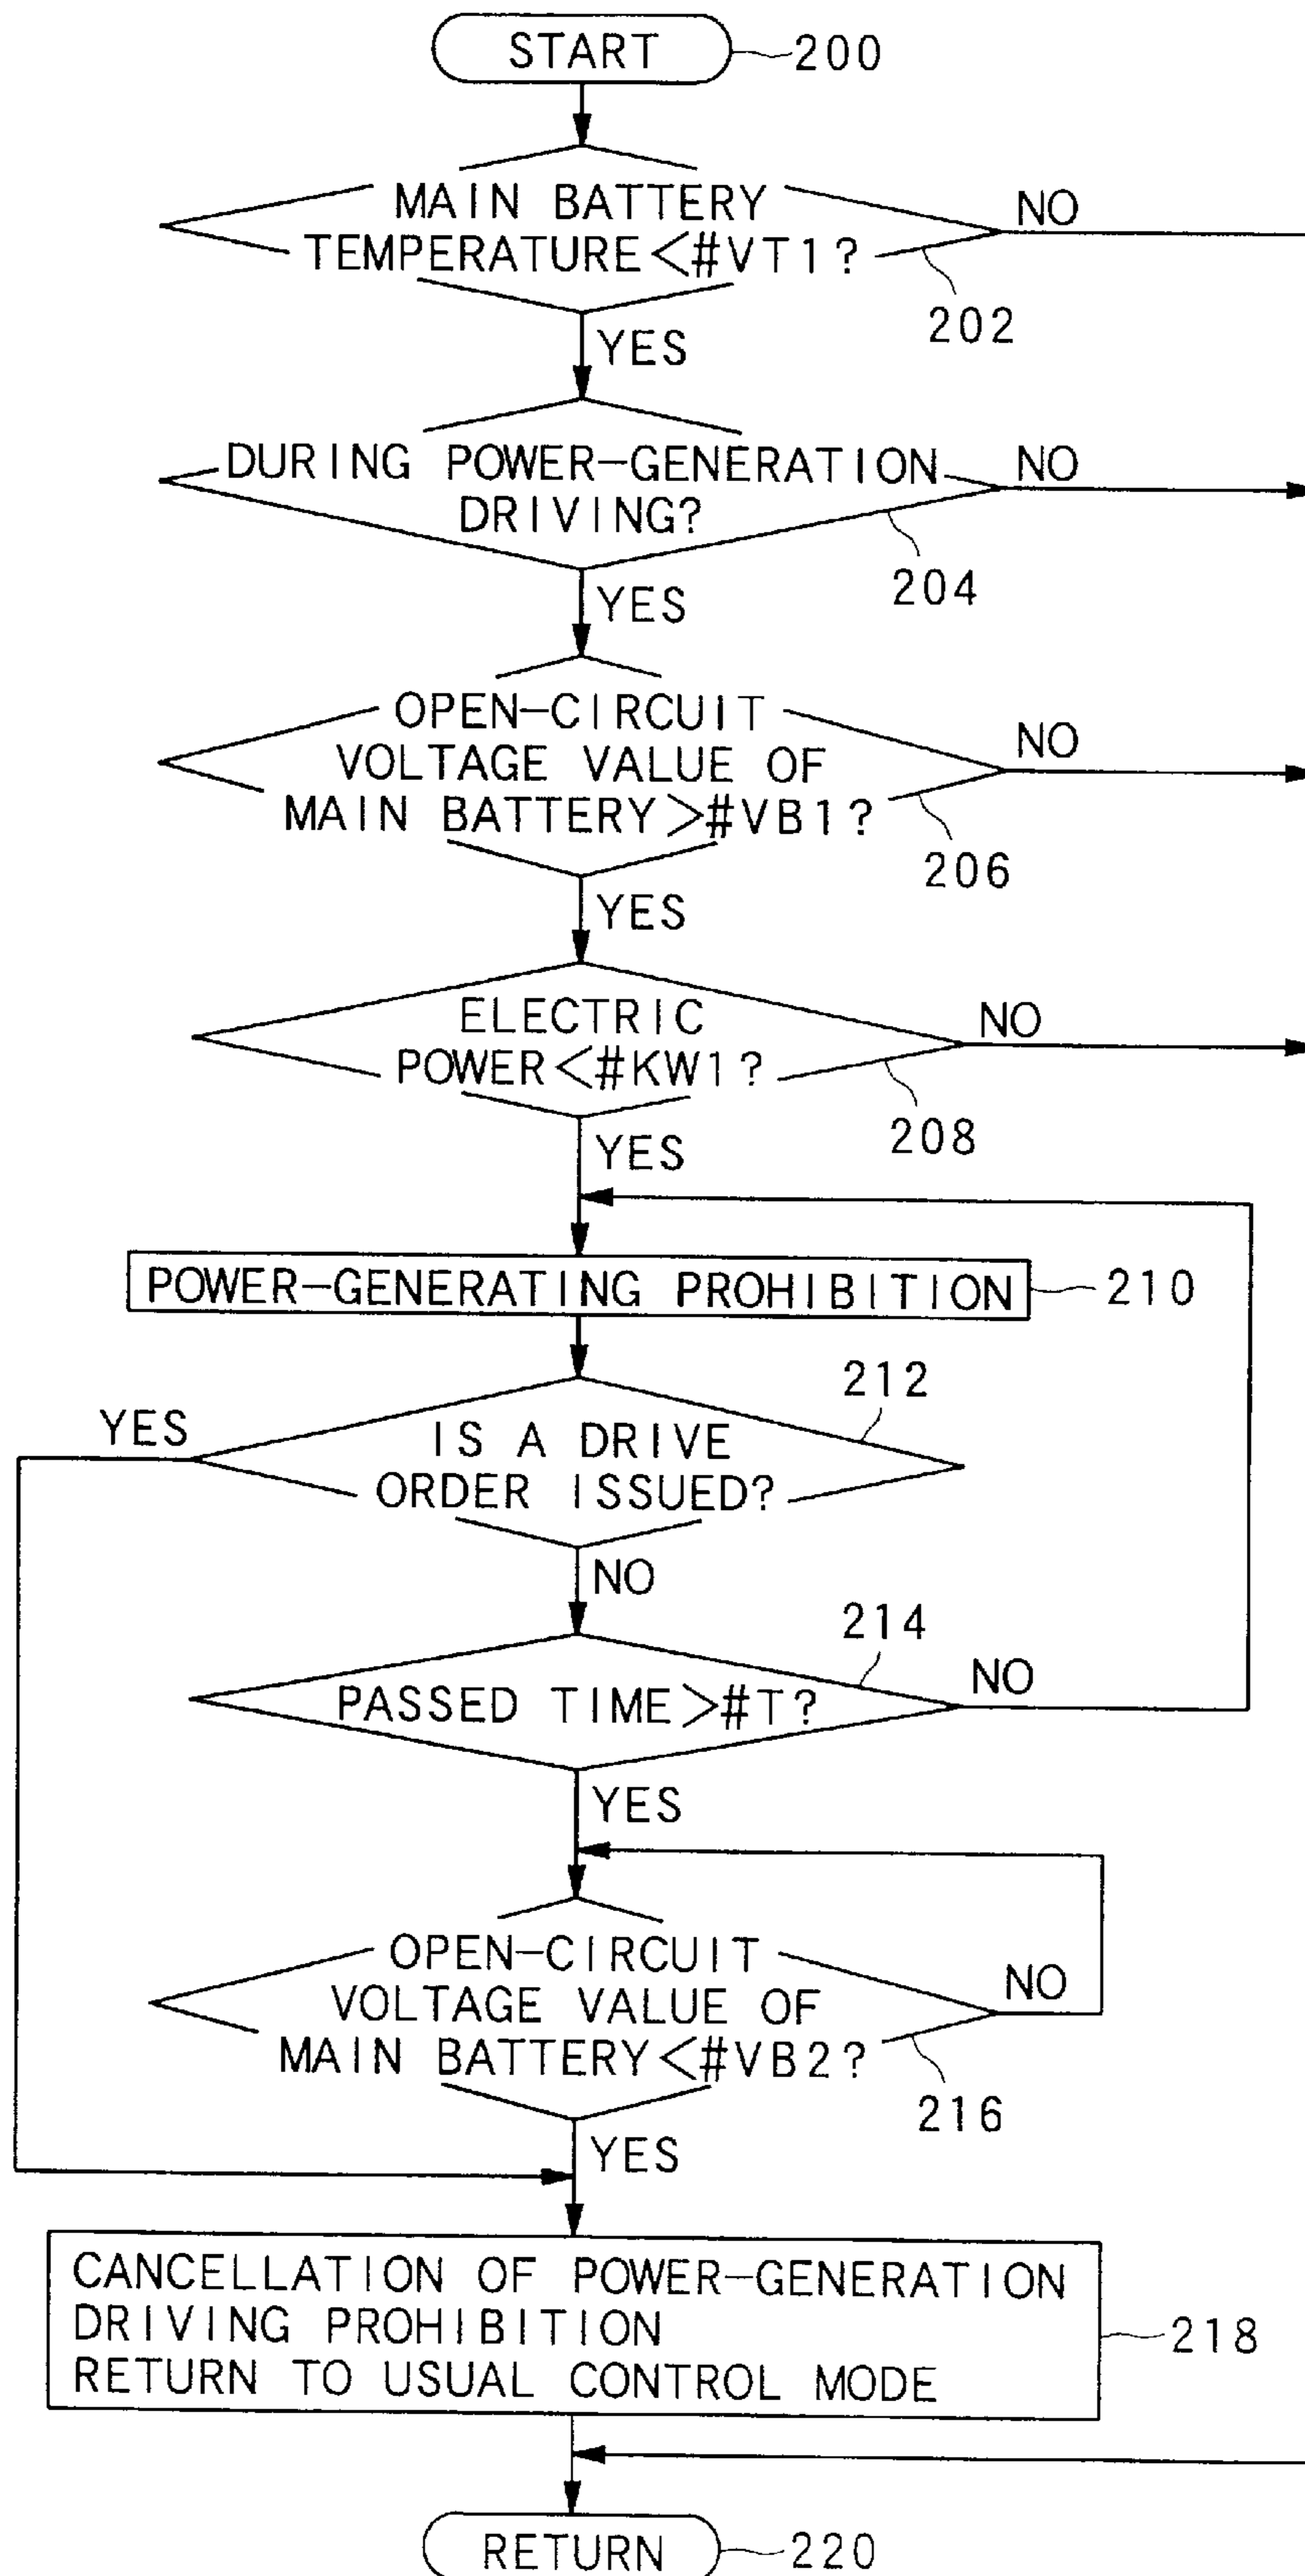 START
200
MAIN BATTERY
TEMPERATURE<#VT1?
NO
202
YES
DURING POWER-GENERATION
DRIVING?
NO
204
YES
OPEN-CIRCUIT
VOLTAGE VALUE OF
MAIN BATTERY>#VB1?
NO
206
YES
ELECTRIC
POWER<#KW1?
NO
208
YES
POWER-GENERATING PROHIBITION
210
212
YES
IS A DRIVE
ORDER ISSUED?
NO
214
PASSED TIME>#T?
NO
YES
OPEN-CIRCUIT
VOLTAGE VALUE OF
MAIN BATTERY<#VB2?
NO
216
YES
CANCELLATION OF POWER-GENERATION
DRIVING PROHIBITION
RETURN TO USUAL CONTROL MODE
218
RETURN
220